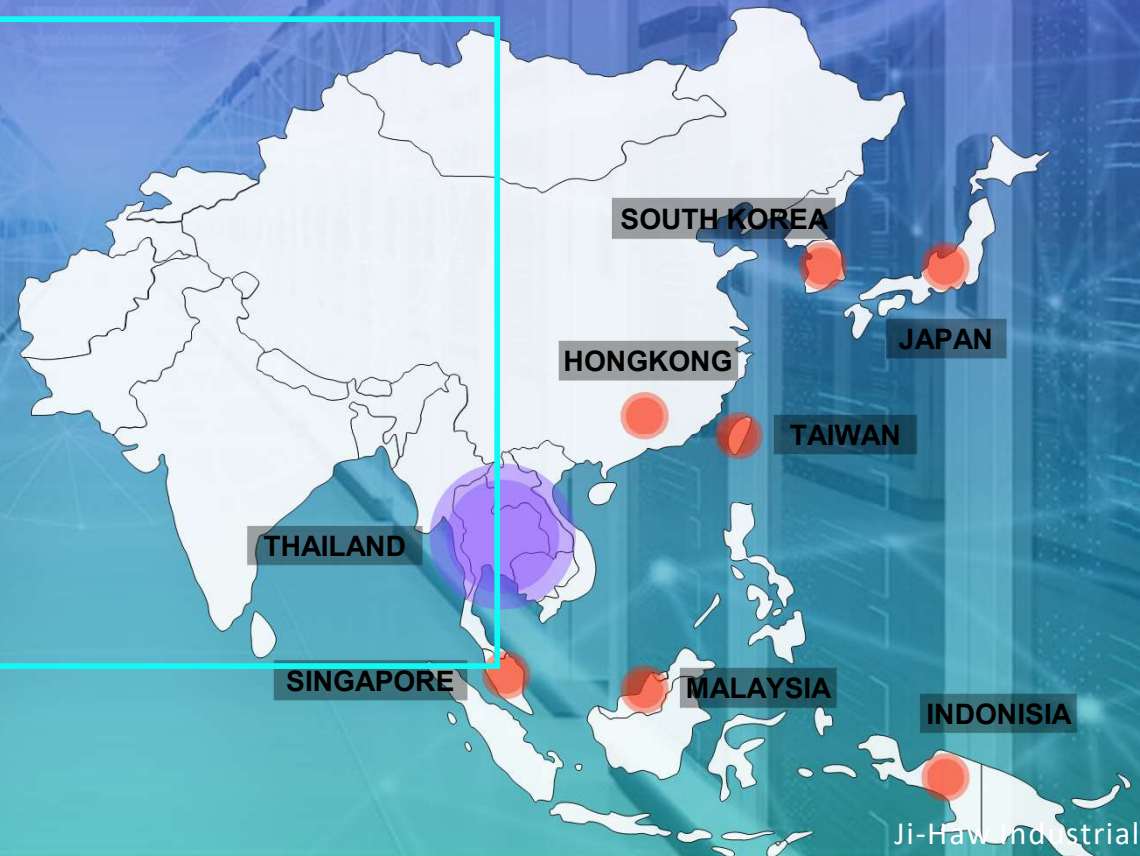 SOUTH KOREA
JAPAN
HONGKONG
TAIWAN
THAILAND
SINGAPORE
MALAYSIA
INDONISIA
Ji-Haw Industrial